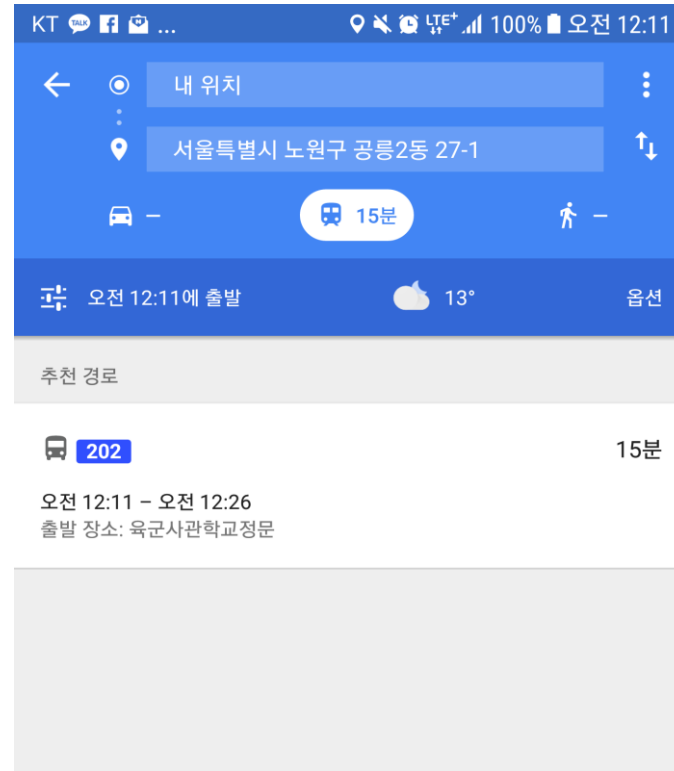 KT TALK ... LTE+ 100% 오전 12:11
내 위치
서울특별시 노원구 공릉2동 27-1
– 15분 –
오전 12:11에 출발 13° 옵션
추천 경로
202 15분
오전 12:11 – 오전 12:26
출발 장소: 육군사관학교정문